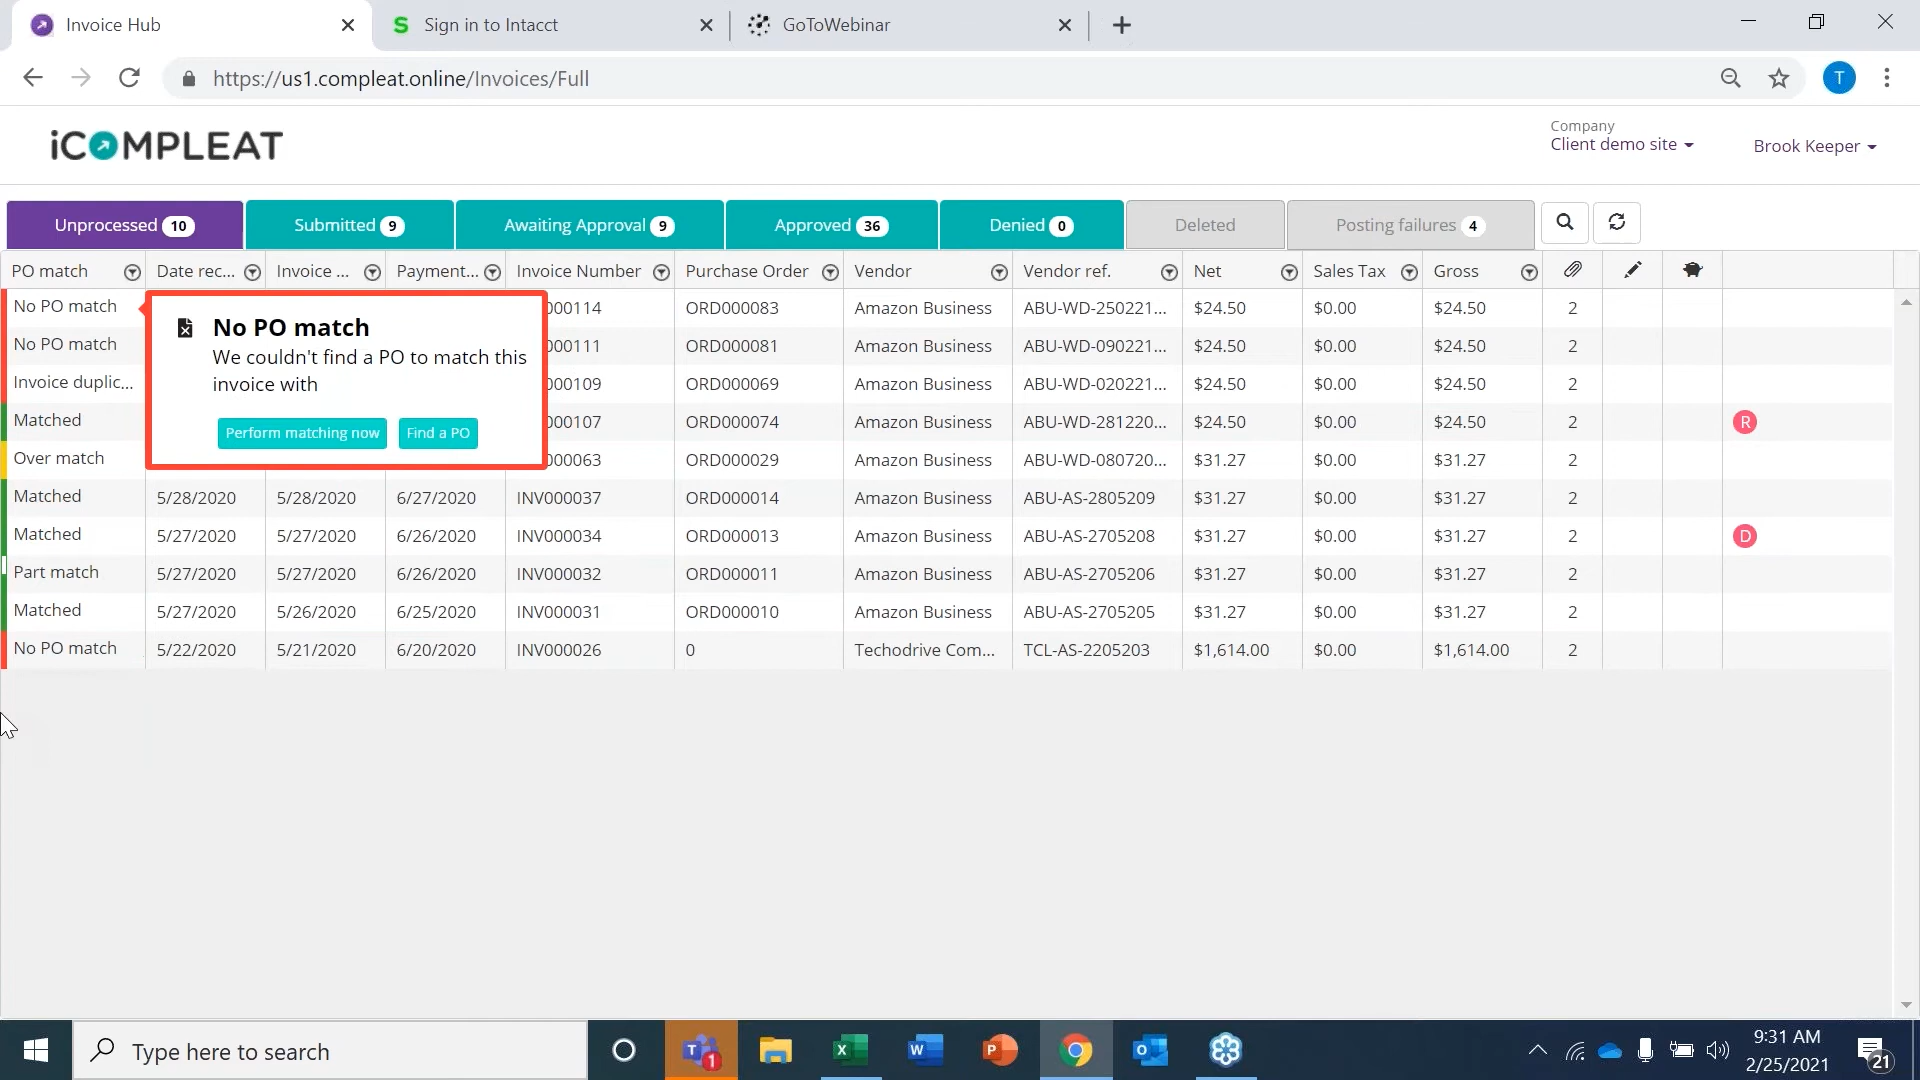 Invoice Hub
Sign in to Intacct
GoToWebinar
https://us1.compleat.online/Invoices/Full
T
iCOMPLEAT
Company
Client demo site
Brook Keeper
Unprocessed 10
Submitted 9
Awaiting Approval 9
Approved 36
Denied 0
Deleted
Posting failures 4
PO match Date rec... Invoice ... Payment... Invoice Number Purchase Order Vendor Vendor ref. Net Sales Tax Gross
No PO match 000114 ORD000083 Amazon Business ABU-WD-250221... $24.50 $0.00 $24.50 2
No PO match 000111 ORD000081 Amazon Business ABU-WD-090221... $24.50 $0.00 $24.50 2
Invoice duplic... 000109 ORD000069 Amazon Business ABU-WD-020221... $24.50 $0.00 $24.50 2
Matched 000107 ORD000074 Amazon Business ABU-WD-281220... $24.50 $0.00 $24.50 2 R
Over match 000063 ORD000029 Amazon Business ABU-WD-080720... $31.27 $0.00 $31.27 2
Matched 5/28/2020 5/28/2020 6/27/2020 INV000037 ORD000014 Amazon Business ABU-AS-2805209 $31.27 $0.00 $31.27 2
Matched 5/27/2020 5/27/2020 6/26/2020 INV000034 ORD000013 Amazon Business ABU-AS-2705208 $31.27 $0.00 $31.27 2 D
Part match 5/27/2020 5/27/2020 6/26/2020 INV000032 ORD000011 Amazon Business ABU-AS-2705206 $31.27 $0.00 $31.27 2
Matched 5/27/2020 5/26/2020 6/25/2020 INV000031 ORD000010 Amazon Business ABU-AS-2705205 $31.27 $0.00 $31.27 2
No PO match 5/22/2020 5/21/2020 6/20/2020 INV000026 0 Techodrive Com... TCL-AS-2205203 $1,614.00 $0.00 $1,614.00 2
No PO match
We couldn't find a PO to match this
invoice with
Perform matching now
Find a PO
Type here to search
9:31 AM
2/25/2021
21